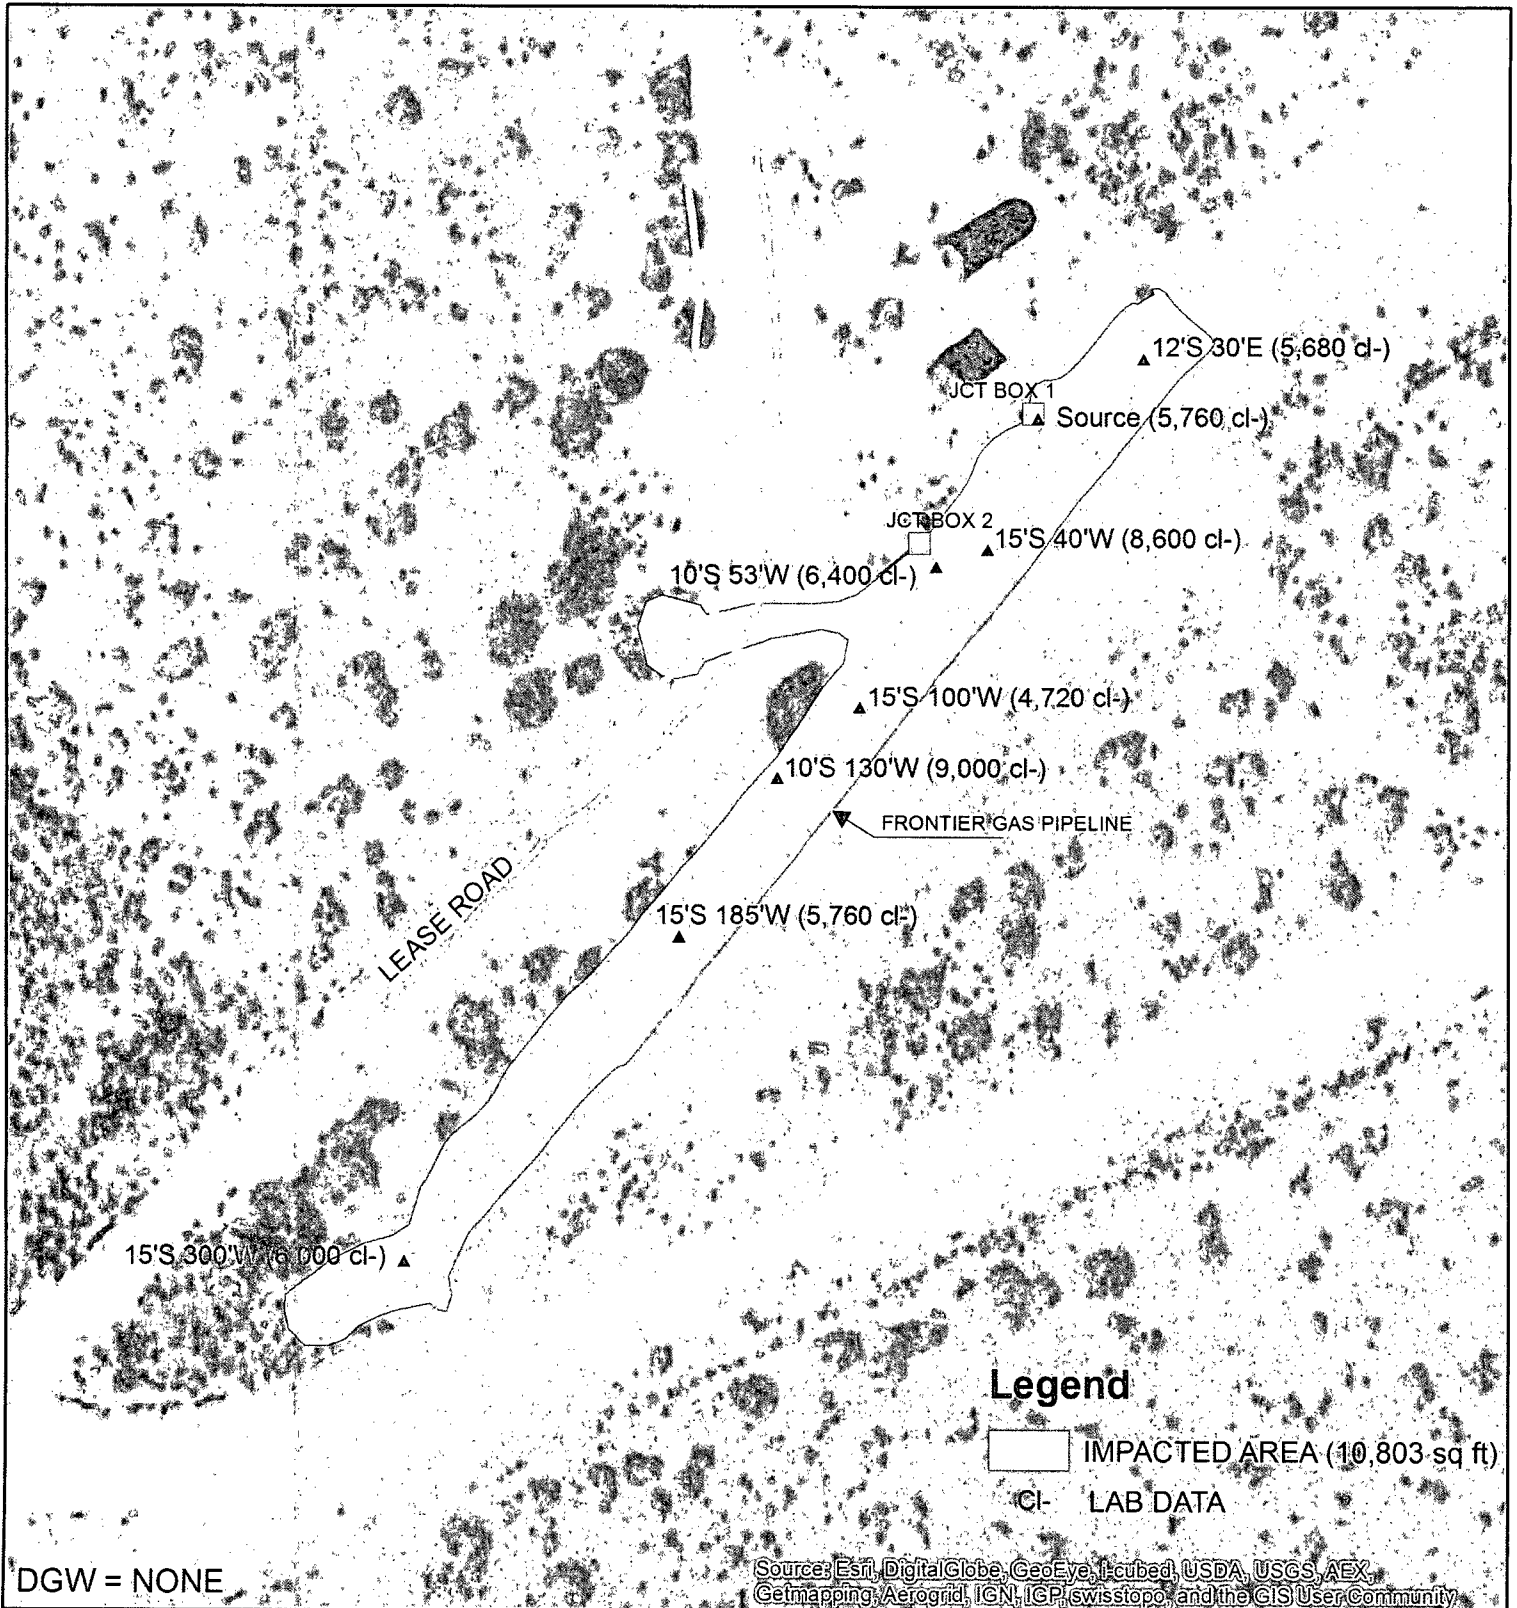 12'S 30'E (5,680 cl-)
JCT BOX 1
Source (5,760 cl-)
JCT BOX 2
15'S 40'W (8,600 cl-)
10'S 53'W (6,400 cl-)
15'S 100'W (4,720 cl-)
10'S 130'W (9,000 cl-)
FRONTIER GAS PIPELINE
LEASE ROAD
15'S 185'W (5,760 cl-)
15'S 300'W (6,000 cl-)
Legend
IMPACTED AREA (10,803 sq ft)
Cl- LAB DATA
DGW = NONE
Source: Esri, DigitalGlobe, GeoEye, i-cubed, USDA, USGS, AEX,
Getmapping, Aerogrid, IGN, IGP, swisstopo, and the GIS User Community